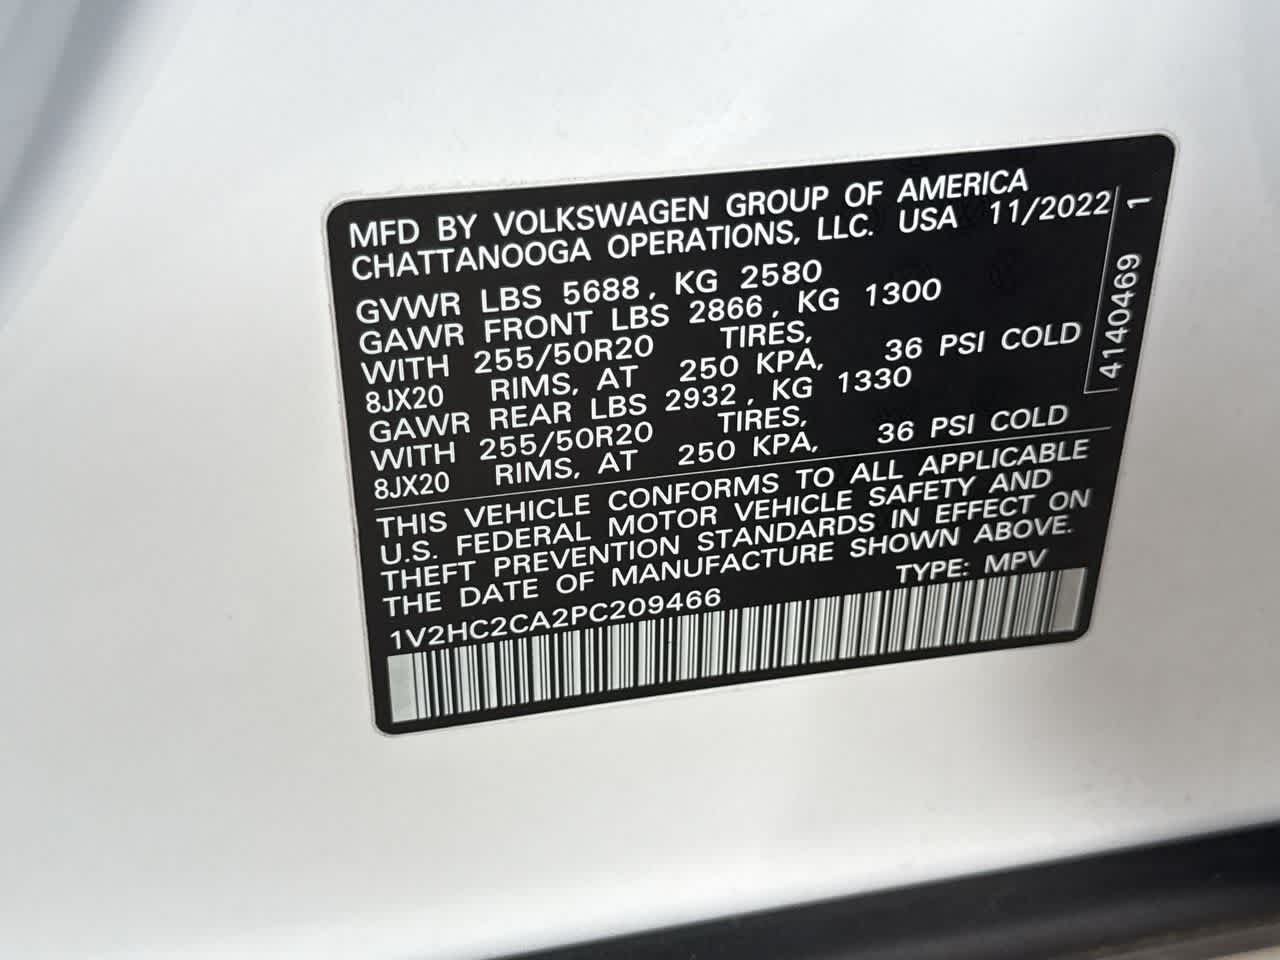 MFD BY VOLKSWAGEN GROUP OF AMERICA
CHATTANOOGA OPERATIONS, LLC. USA 11/2022
GVWR LBS 5688, KG 2580
GAWR FRONT LBS 2866, KG 1300
WITH 255/50R20 TIRES,
8JX20 RIMS, AT 250 KPA, 36 PSI COLD
GAWR REAR LBS 2932, KG 1330
WITH 255/50R20 TIRES,
8JX20 RIMS, AT 250 KPA, 36 PSI COLD
THIS VEHICLE CONFORMS TO ALL APPLICABLE
U.S. FEDERAL MOTOR VEHICLE SAFETY AND
THEFT PREVENTION STANDARDS IN EFFECT ON
THE DATE OF MANUFACTURE SHOWN ABOVE.
1V2HC2CA2PC209466 TYPE: MPV
4140469 1